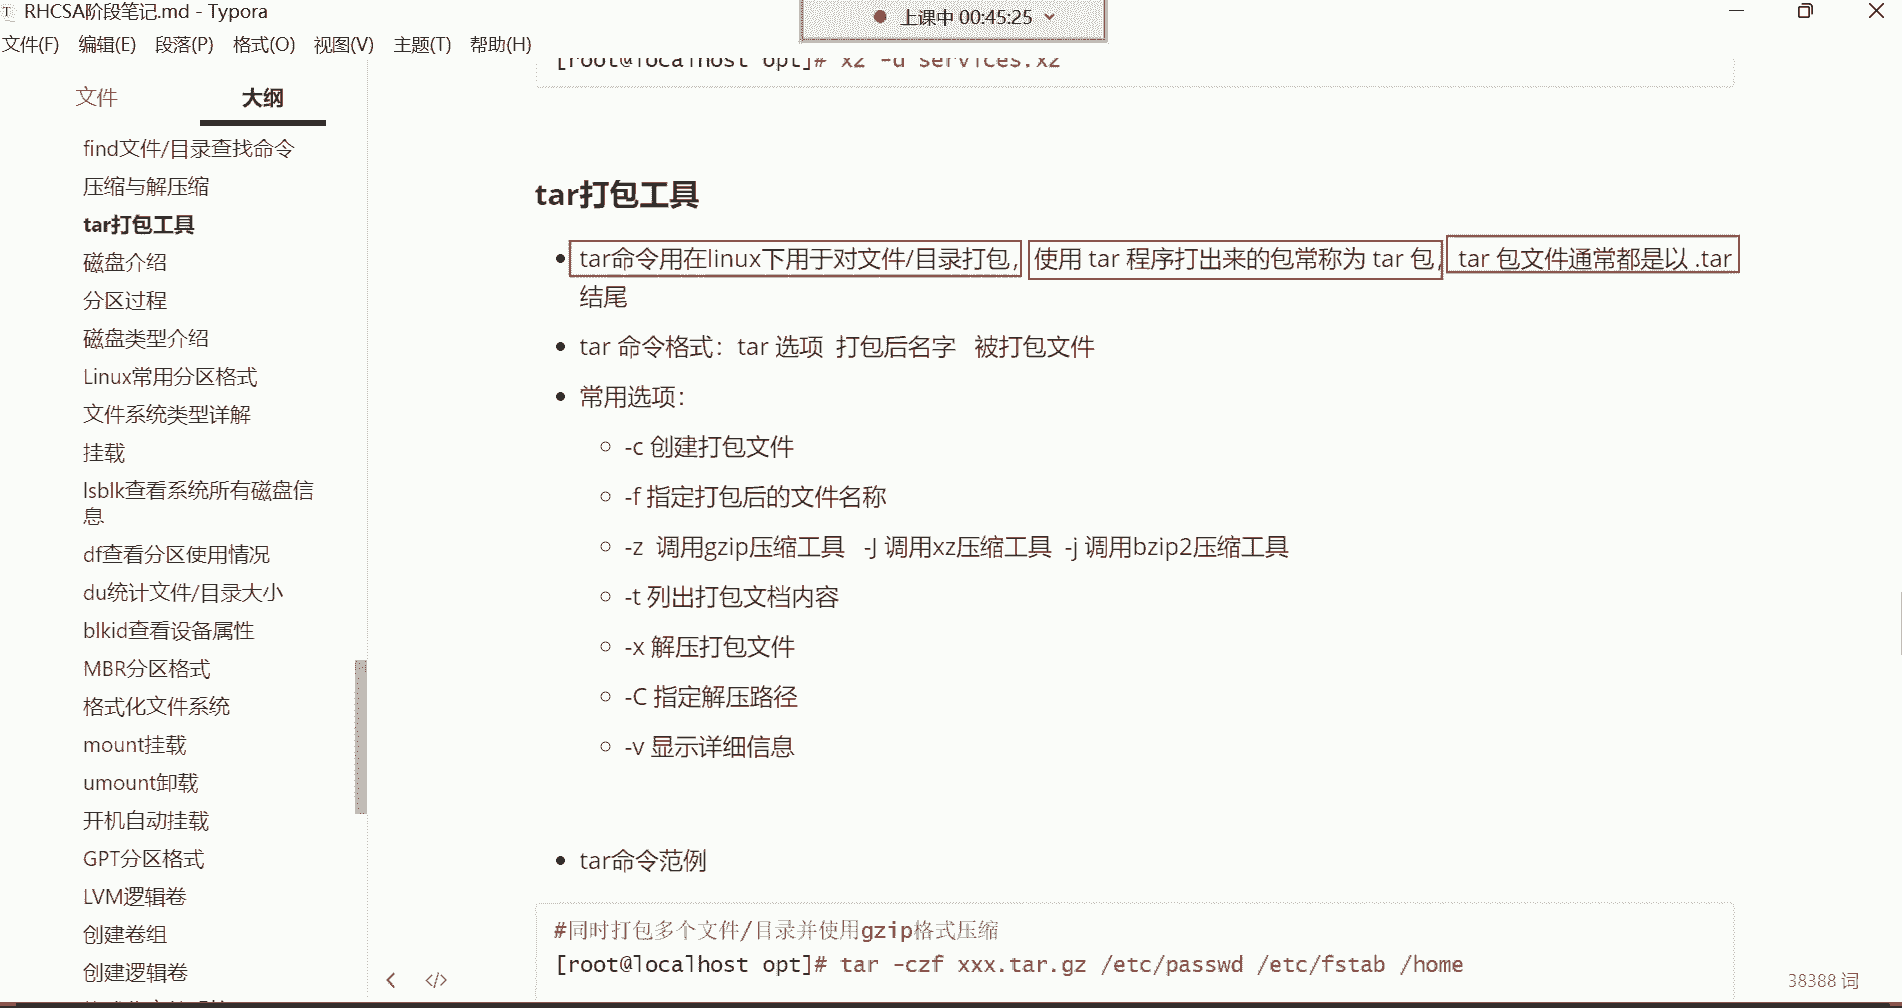 RHCSA阶段笔记.md - Typora
上课中 00:45:25
文件(F) 编辑(E) 段落(P) 格式(O) 视图(V) 主题(T) 帮助(H)
文件 大纲
find文件/目录查找命令
压缩与解压缩
tar打包工具
磁盘介绍
分区过程
磁盘类型介绍
Linux常用分区格式
文件系统类型详解
挂载
lsblk查看系统所有磁盘信
息
df查看分区使用情况
du统计文件/目录大小
blkid查看设备属性
MBR分区格式
格式化文件系统
mount挂载
umount卸载
开机自动挂载
GPT分区格式
LVM逻辑卷
创建卷组
创建逻辑卷
[root@localhost opt]# xz -d services.xz
tar打包工具
tar命令用在linux下用于对文件/目录打包，使用 tar 程序打出来的包常称为 tar 包，tar 包文件通常都是以 .tar
结尾
tar 命令格式：tar 选项 打包后名字 被打包文件
常用选项：
-c 创建打包文件
-f 指定打包后的文件名称
-z 调用gzip压缩工具 -J 调用xz压缩工具 -j 调用bzip2压缩工具
-t 列出打包文档内容
-x 解压打包文件
-C 指定解压路径
-v 显示详细信息
tar命令范例
#同时打包多个文件/目录并使用gzip格式压缩
[root@localhost opt]# tar -czf xxx.tar.gz /etc/passwd /etc/fstab /home
38388 词